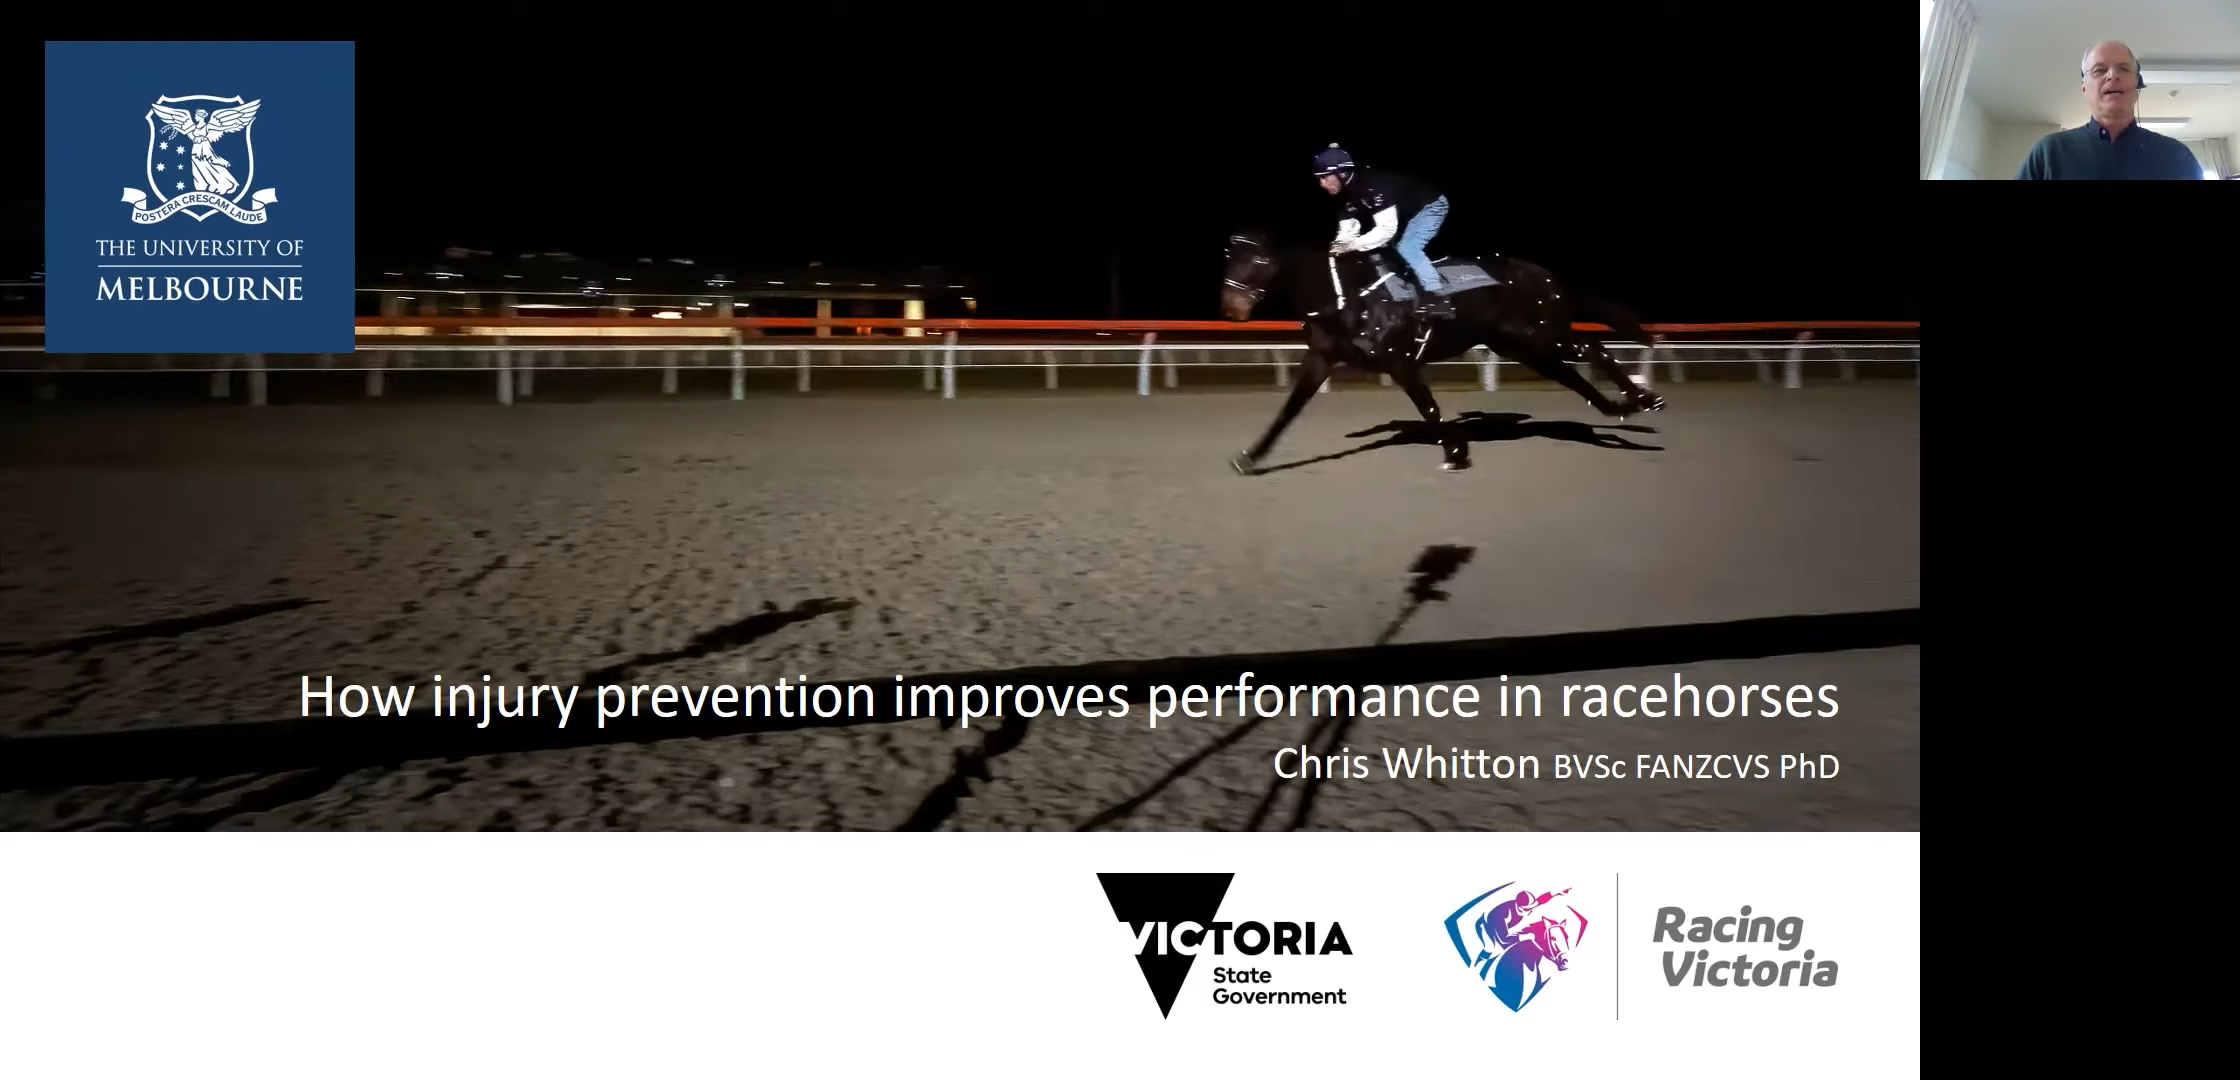 POSTERA CRESCAM LAUDE
THE UNIVERSITY OF
MELBOURNE
How injury prevention improves performance in racehorses
Chris Whitton BVSc FANZCVS PhD
VICTORIA
State
Government
Racing
Victoria